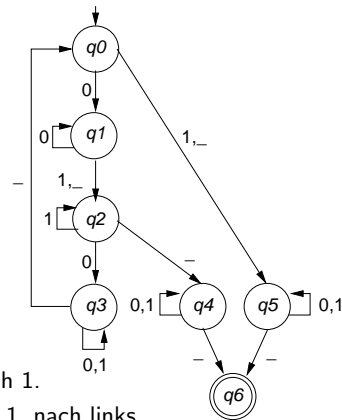 q0
0
0
q1
1,_
1,_
1
q2
_
0
_
q3
0,1
q4
q5
0,1
0,1
_
_
h 1.
q6
1 nach links